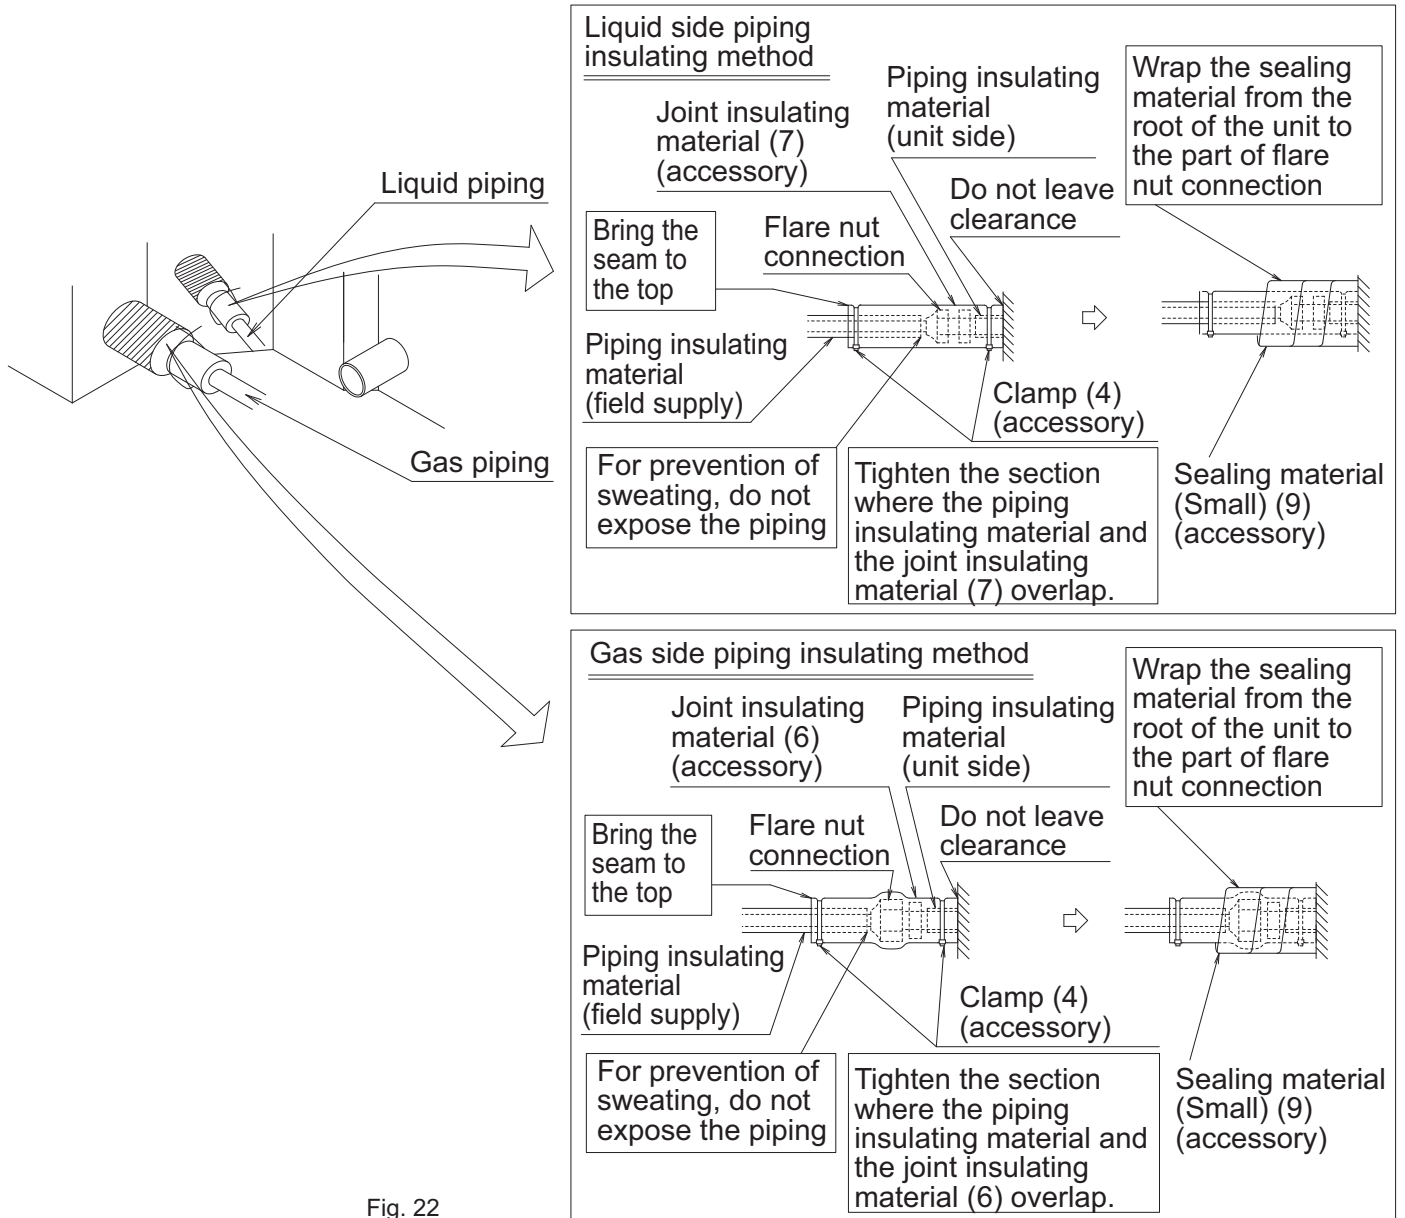 Liquid piping
Gas piping
Liquid side piping
insulating method
Joint insulating
material (7)
(accessory)
Piping insulating
material
(unit side)
Wrap the sealing
material from the
root of the unit to
the part of flare
nut connection
Do not leave
clearance
Bring the
seam to
the top
Flare nut
connection
Piping insulating
material
(field supply)
Clamp (4)
(accessory)
For prevention of
sweating, do not
expose the piping
Tighten the section
where the piping
insulating material and
the joint insulating
material (7) overlap.
Sealing material
(Small) (9)
(accessory)
Gas side piping insulating method
Joint insulating
material (6)
(accessory)
Piping insulating
material
(unit side)
Wrap the sealing
material from the
root of the unit to
the part of flare
nut connection
Bring the
seam to
the top
Flare nut
connection
Do not leave
clearance
Piping insulating
material
(field supply)
Clamp (4)
(accessory)
For prevention of
sweating, do not
expose the piping
Tighten the section
where the piping
insulating material and
the joint insulating
material (6) overlap.
Sealing material
(Small) (9)
(accessory)
Fig. 22